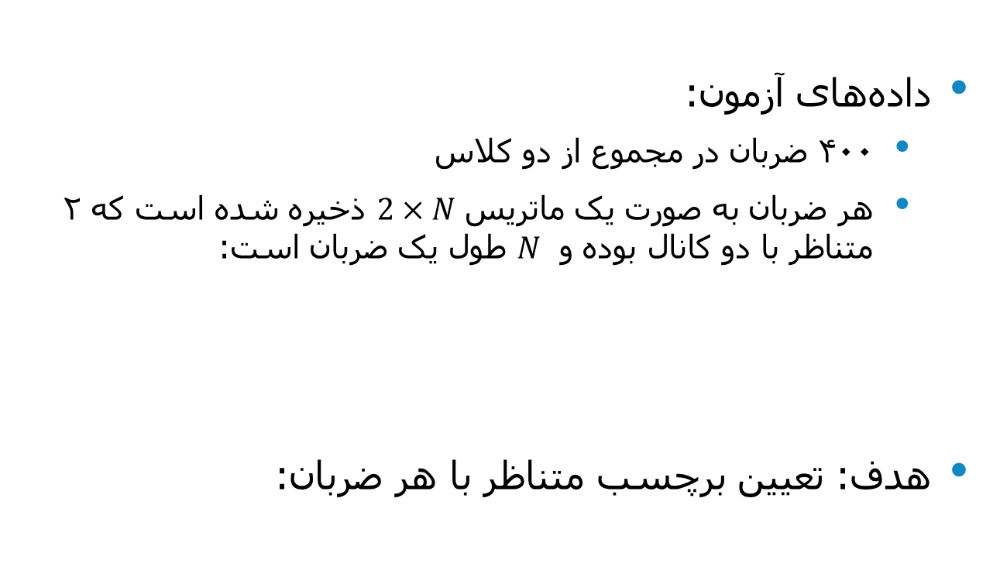 • داده‌های آزمون:
• ۴۰۰ ضربان در مجموع از دو کلاس
• هر ضربان به صورت یک ماتریس 2 × N ذخیره شده است که ۲
متناظر با دو کانال بوده و N طول یک ضربان است:
• هدف: تعیین برچسب متناظر با هر ضربان: